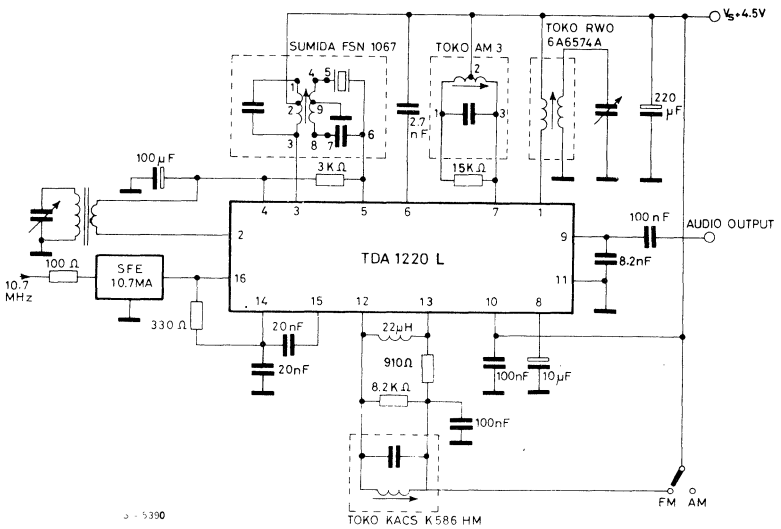 Vs+4.5V
SUMIDA FSN 1067
TOKO AM 3
TOKO RWO
6A6574A
4 5
1
2 9
3 8 7 6
2
1 3
2.7
nF
220
µF
100 µF
3KΩ
15KΩ
4 3 5 6 7 1
100 nF
AUDIO OUTPUT
2
9
TDA 1220 L
8.2nF
100Ω
10.7
MHz
SFE
10.7MA
16
11
14 15 12 13 10 8
330 Ω
20nF
22µH
20nF
910Ω
100nF
10µF
8.2KΩ
100nF
FM AM
TOKO KACS K586 HM
5390